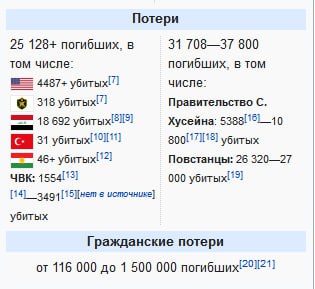 Потери
25 128+ погибших, в
том числе:
4487+ убитых[7]
318 убитых[7]
18 692 убитых[8][9]
31 убитых[10][11]
46+ убитых[12]
ЧВК: 1554[13]
[14]—3491[15][нет в источнике]
убитых
31 708—37 800
погибших, в том
числе:
Правительство С.
Хусейна: 5388[16]—10
800[17][18] убитых
Повстанцы: 26 320—27
000 убитых[19]
Гражданские потери
от 116 000 до 1 500 000 погибших[20][21]